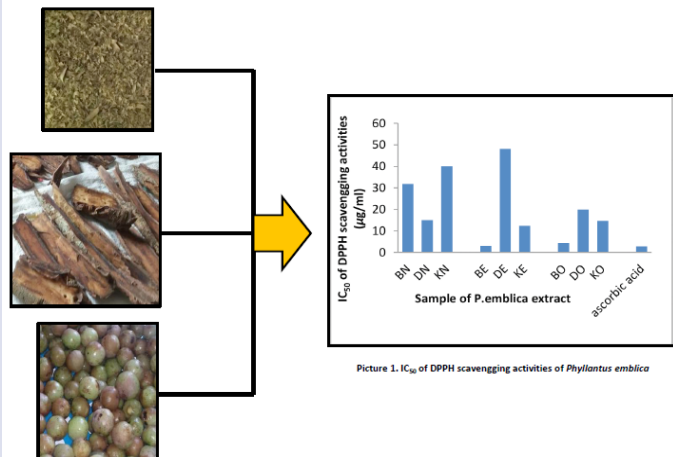 IC50 of DPPH scavengging activities
(µg/ml)
60
50
40
30
20
10
0
BN
DN
KN
BE
DE
KE
BO
DO
KO
ascorbic acid
Sample of P.emblica extract
Picture 1. IC50 of DPPH scavengging activities of Phyllantus emblica